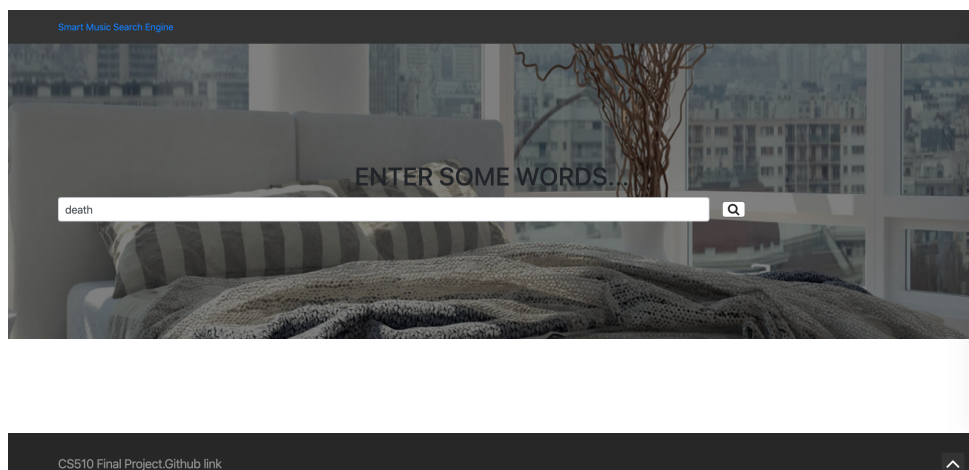 Smart Music Search Engine
ENTER SOME WORDS...
death
CS510 Final Project.Github link